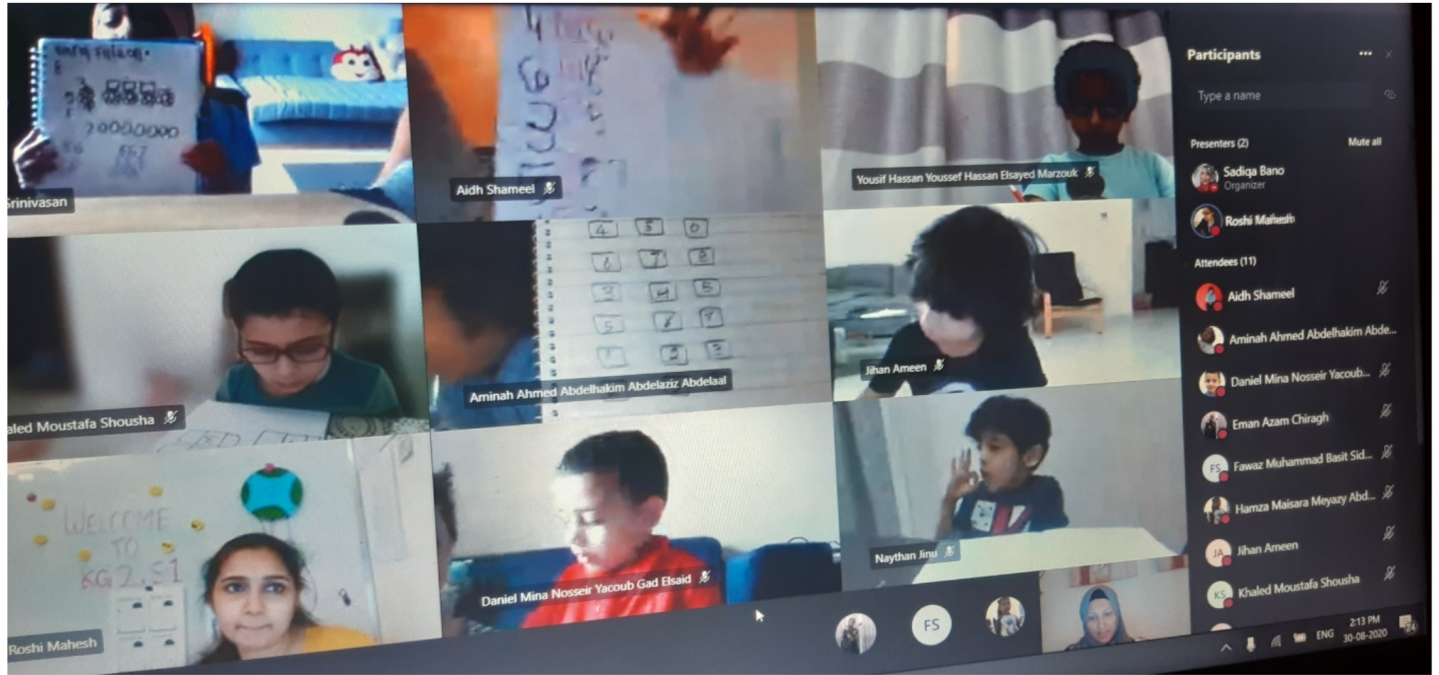 20000000
Srinivasan
Aidh Shameel
Yousif Hassan Youssef Hassan Elsayed Marzouk
aled Moustafa Shousha
4 5 6
6 7 8
3 4 5
5 6 7
1 2 3
Aminah Ahmed Abdelhakim Abdelaziz Abdelaal
Jihan Ameen
WELCOME
TO
KG2.S1
Roshi Mahesh
Daniel Mina Nosseir Yacoub Gad Elsaid
Naythan Jinu
FS
Participants
Type a name
Presenters (2) Mute all
Sadiqa Bano
Organizer
Roshi Mahesh
Attendees (11)
Aidh Shameel
Aminah Ahmed Abdelhakim Abde...
Daniel Mina Nosseir Yacoub...
Eman Azam Chiragh
FS Fawaz Muhammad Basit Sid...
Hamza Maisara Meyazy Abd...
JA Jihan Ameen
KS Khaled Moustafa Shousha
ENG
2:13 PM
30-08-2020
24